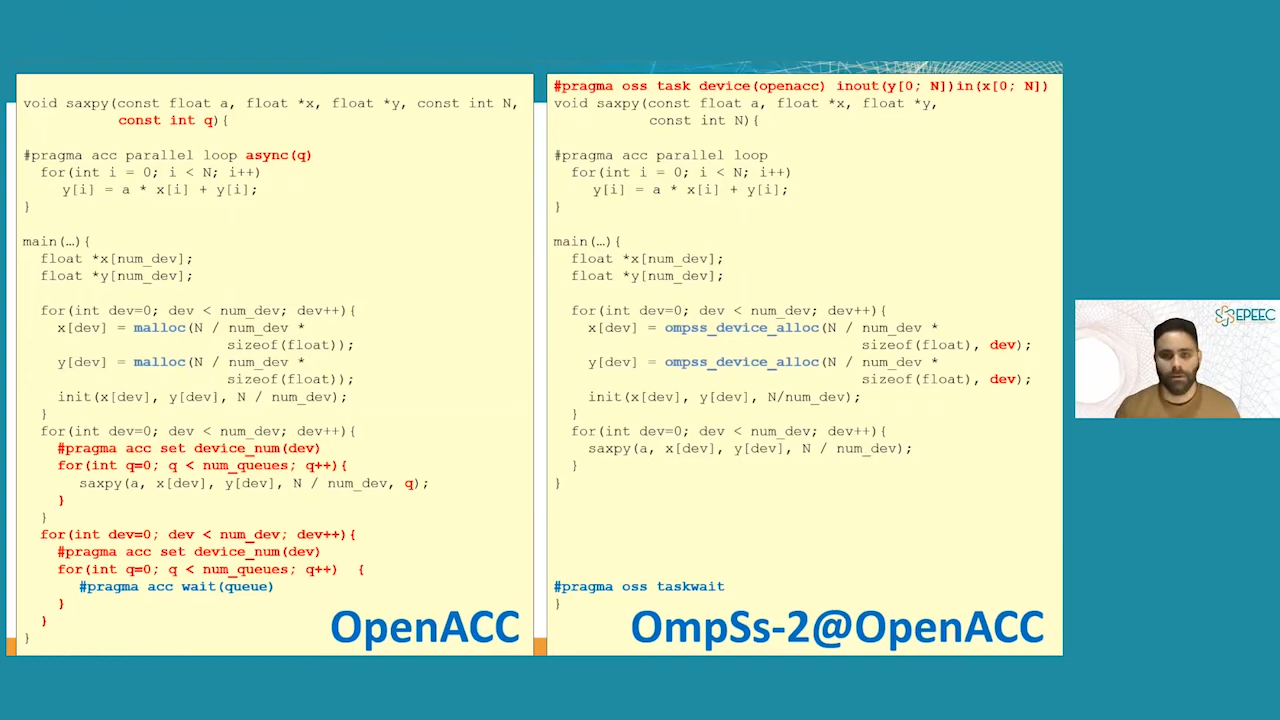 void saxpy(const float a, float *x, float *y, const int N,
const int q){
#pragma acc parallel loop async(q)
for(int i = 0; i < N; i++)
y[i] = a * x[i] + y[i];
}
main(…){
float *x[num_dev];
float *y[num_dev];
for(int dev=0; dev < num_dev; dev++){
x[dev] = malloc(N / num_dev *
sizeof(float));
y[dev] = malloc(N / num_dev *
sizeof(float));
init(x[dev], y[dev], N / num_dev);
}
for(int dev=0; dev < num_dev; dev++){
#pragma acc set device_num(dev)
for(int q=0; q < num_queues; q++){
saxpy(a, x[dev], y[dev], N / num_dev, q);
}
}
for(int dev=0; dev < num_dev; dev++){
#pragma acc set device_num(dev)
for(int q=0; q < num_queues; q++) {
#pragma acc wait(queue)
}
}
}
OpenACC
#pragma oss task device(openacc) inout(y[0; N])in(x[0; N])
void saxpy(const float a, float *x, float *y,
const int N){
#pragma acc parallel loop
for(int i = 0; i < N; i++)
y[i] = a * x[i] + y[i];
}
main(…){
float *x[num_dev];
float *y[num_dev];
for(int dev=0; dev < num_dev; dev++){
x[dev] = ompss_device_alloc(N / num_dev *
sizeof(float), dev);
y[dev] = ompss_device_alloc(N / num_dev *
sizeof(float), dev);
init(x[dev], y[dev], N/num_dev);
}
for(int dev=0; dev < num_dev; dev++){
saxpy(a, x[dev], y[dev], N / num_dev);
}
}
#pragma oss taskwait
}
OmpSs-2@OpenACC
EPEEC